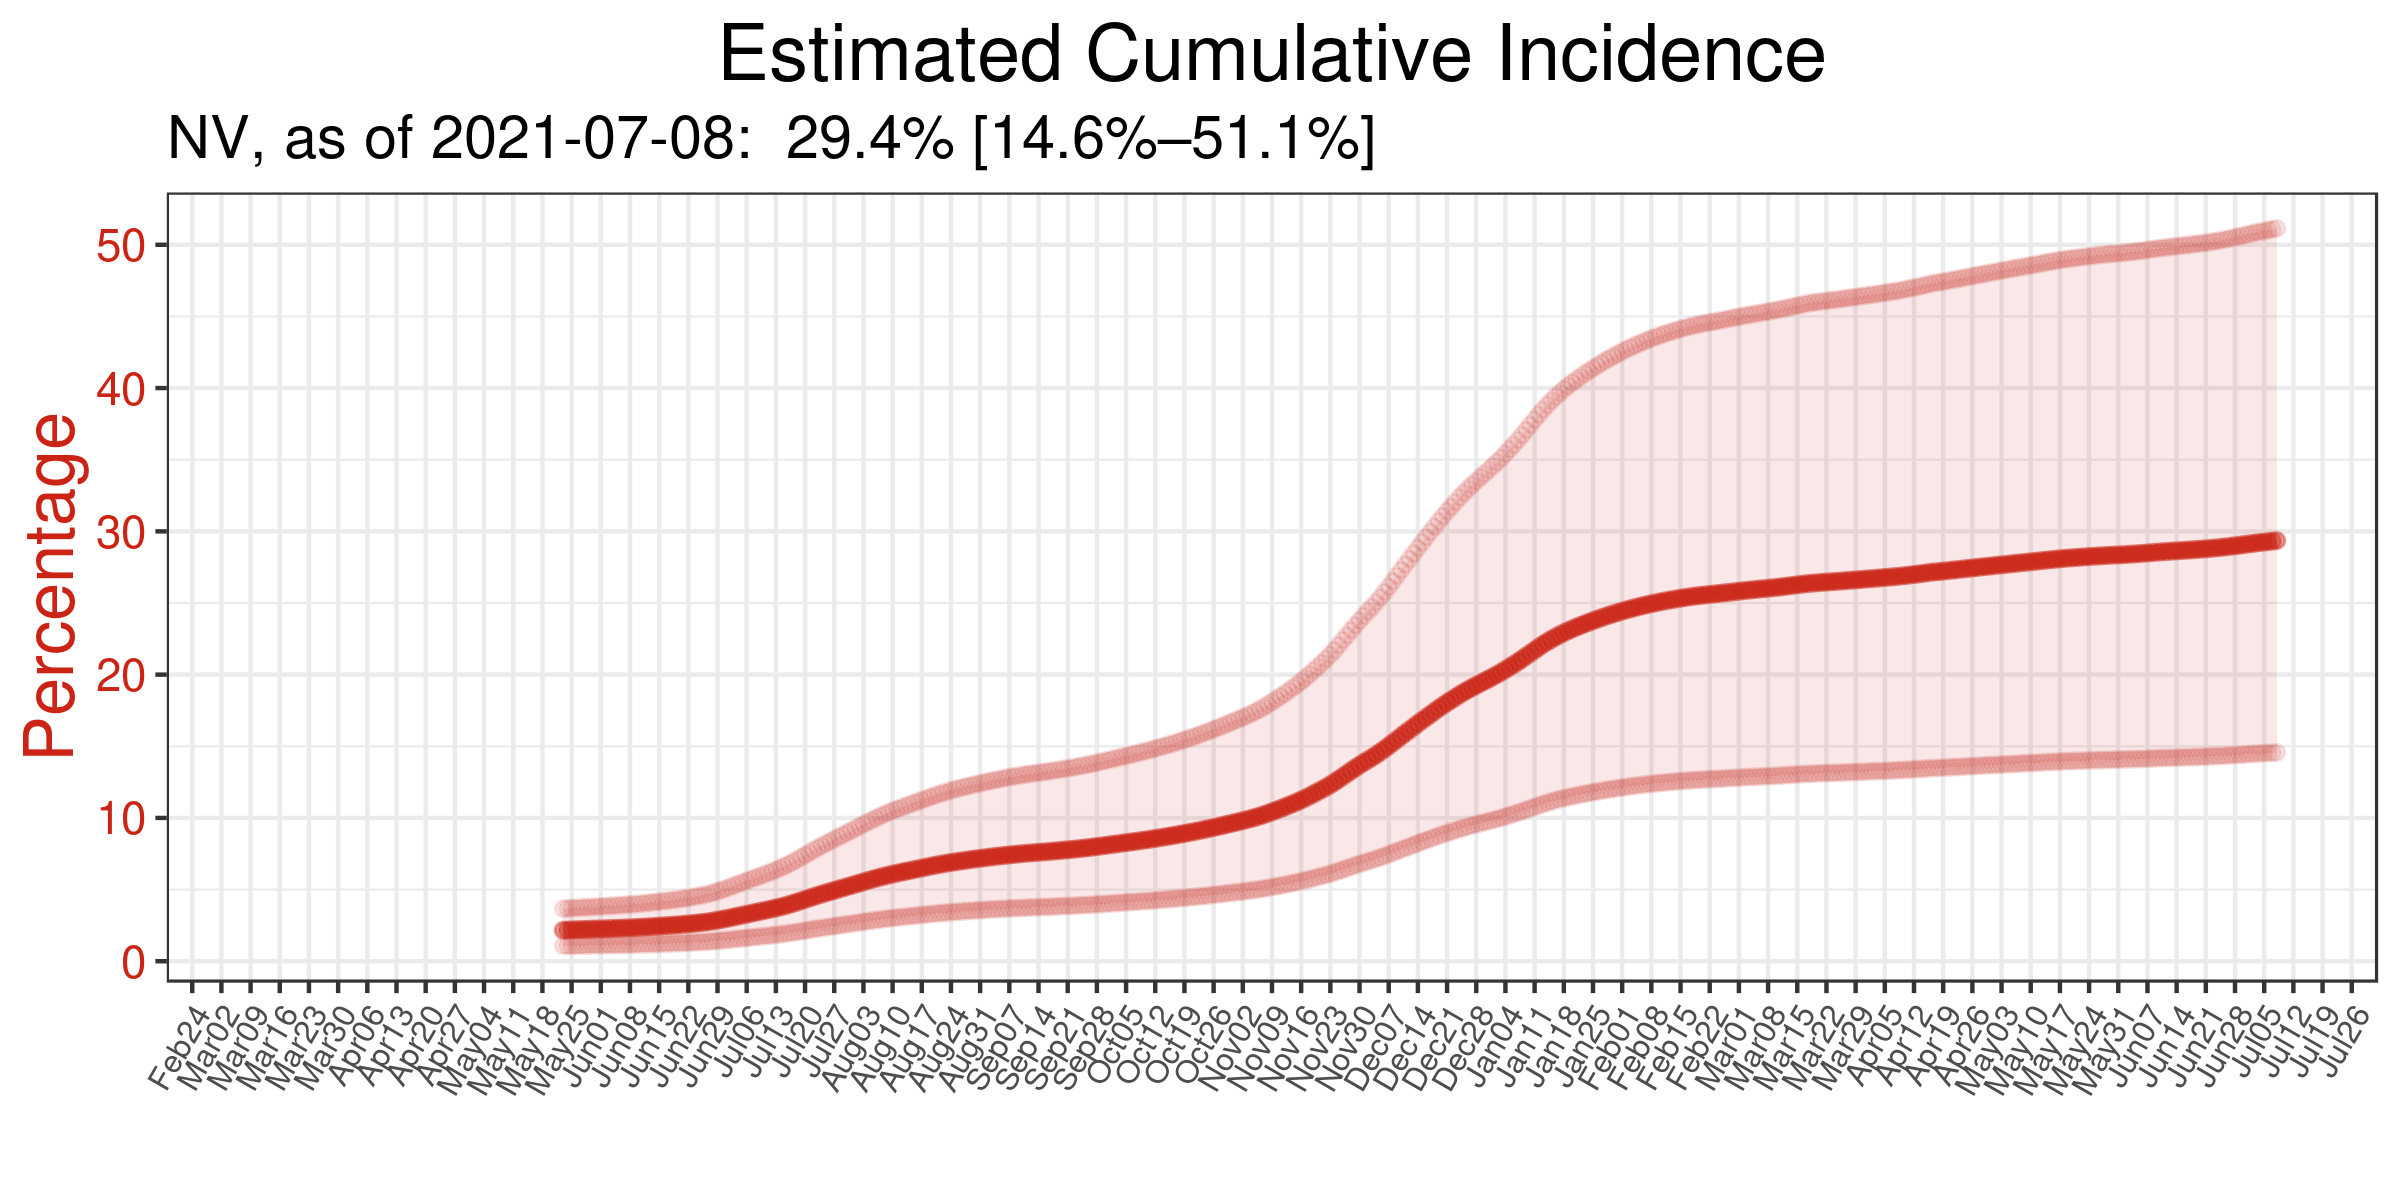 Estimated Cumulative Incidence
NV, as of 2021-07-08:  29.4% [14.6%–51.1%]
Percentage
50
40
30
20
10
0
Feb24
Mar02
Mar09
Mar16
Mar23
Mar30
Apr06
Apr13
Apr20
Apr27
May04
May11
May18
May25
Jun01
Jun08
Jun15
Jun22
Jun29
Jul06
Jul13
Jul20
Jul27
Aug03
Aug10
Aug17
Aug24
Aug31
Sep07
Sep14
Sep21
Sep28
Oct05
Oct12
Oct19
Oct26
Nov02
Nov09
Nov16
Nov23
Nov30
Dec07
Dec14
Dec21
Dec28
Jan04
Jan11
Jan18
Jan25
Feb01
Feb08
Feb15
Feb22
Mar01
Mar08
Mar15
Mar22
Mar29
Apr05
Apr12
Apr19
Apr26
May03
May10
May17
May24
May31
Jun07
Jun14
Jun21
Jun28
Jul05
Jul12
Jul19
Jul26